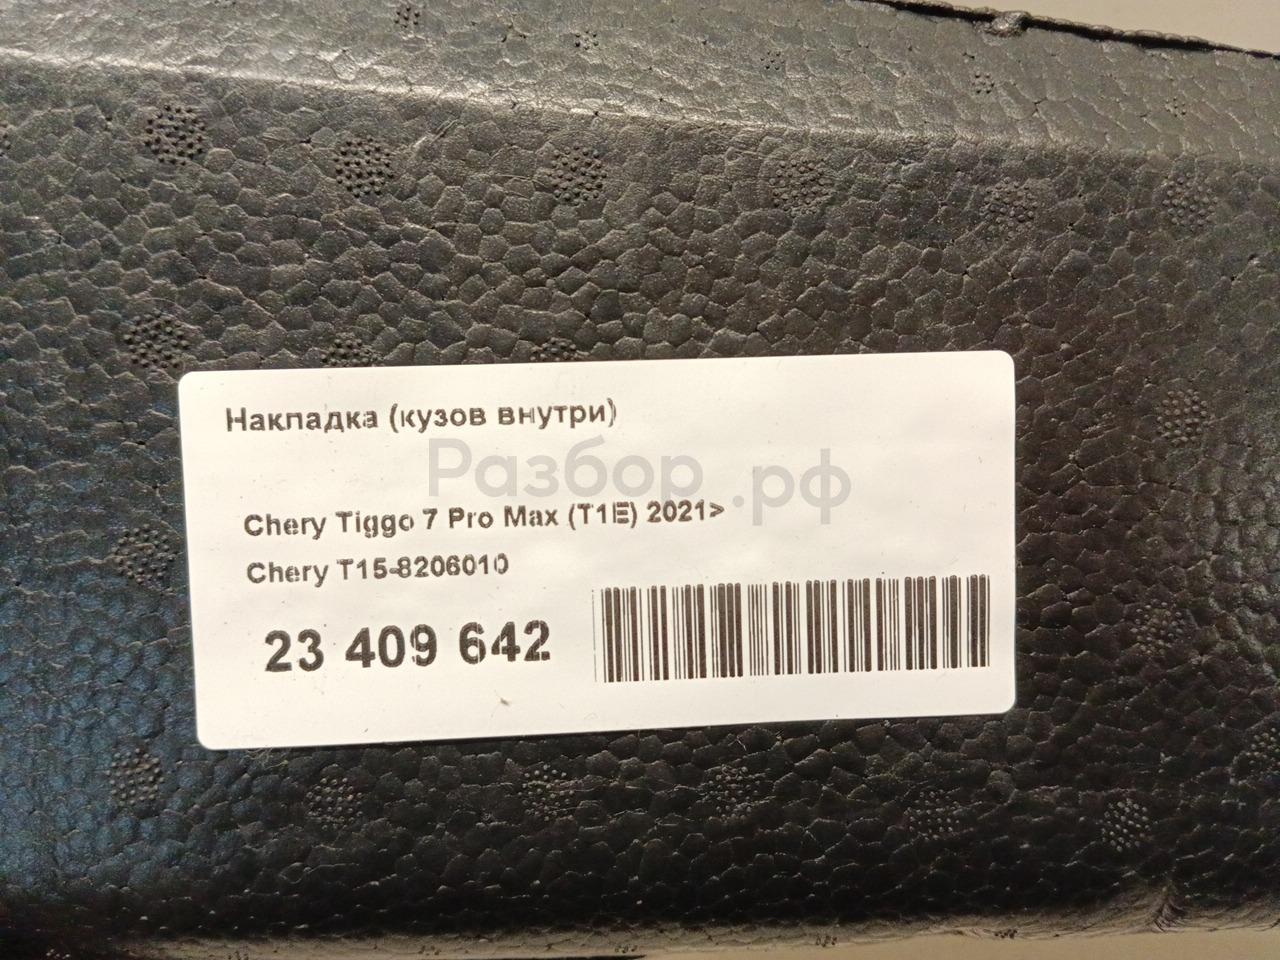 Накладка (кузов внутри)
Разбор.рф
Chery Tiggo 7 Pro Max (T1E) 2021>
Chery T15-8206010
23 409 642